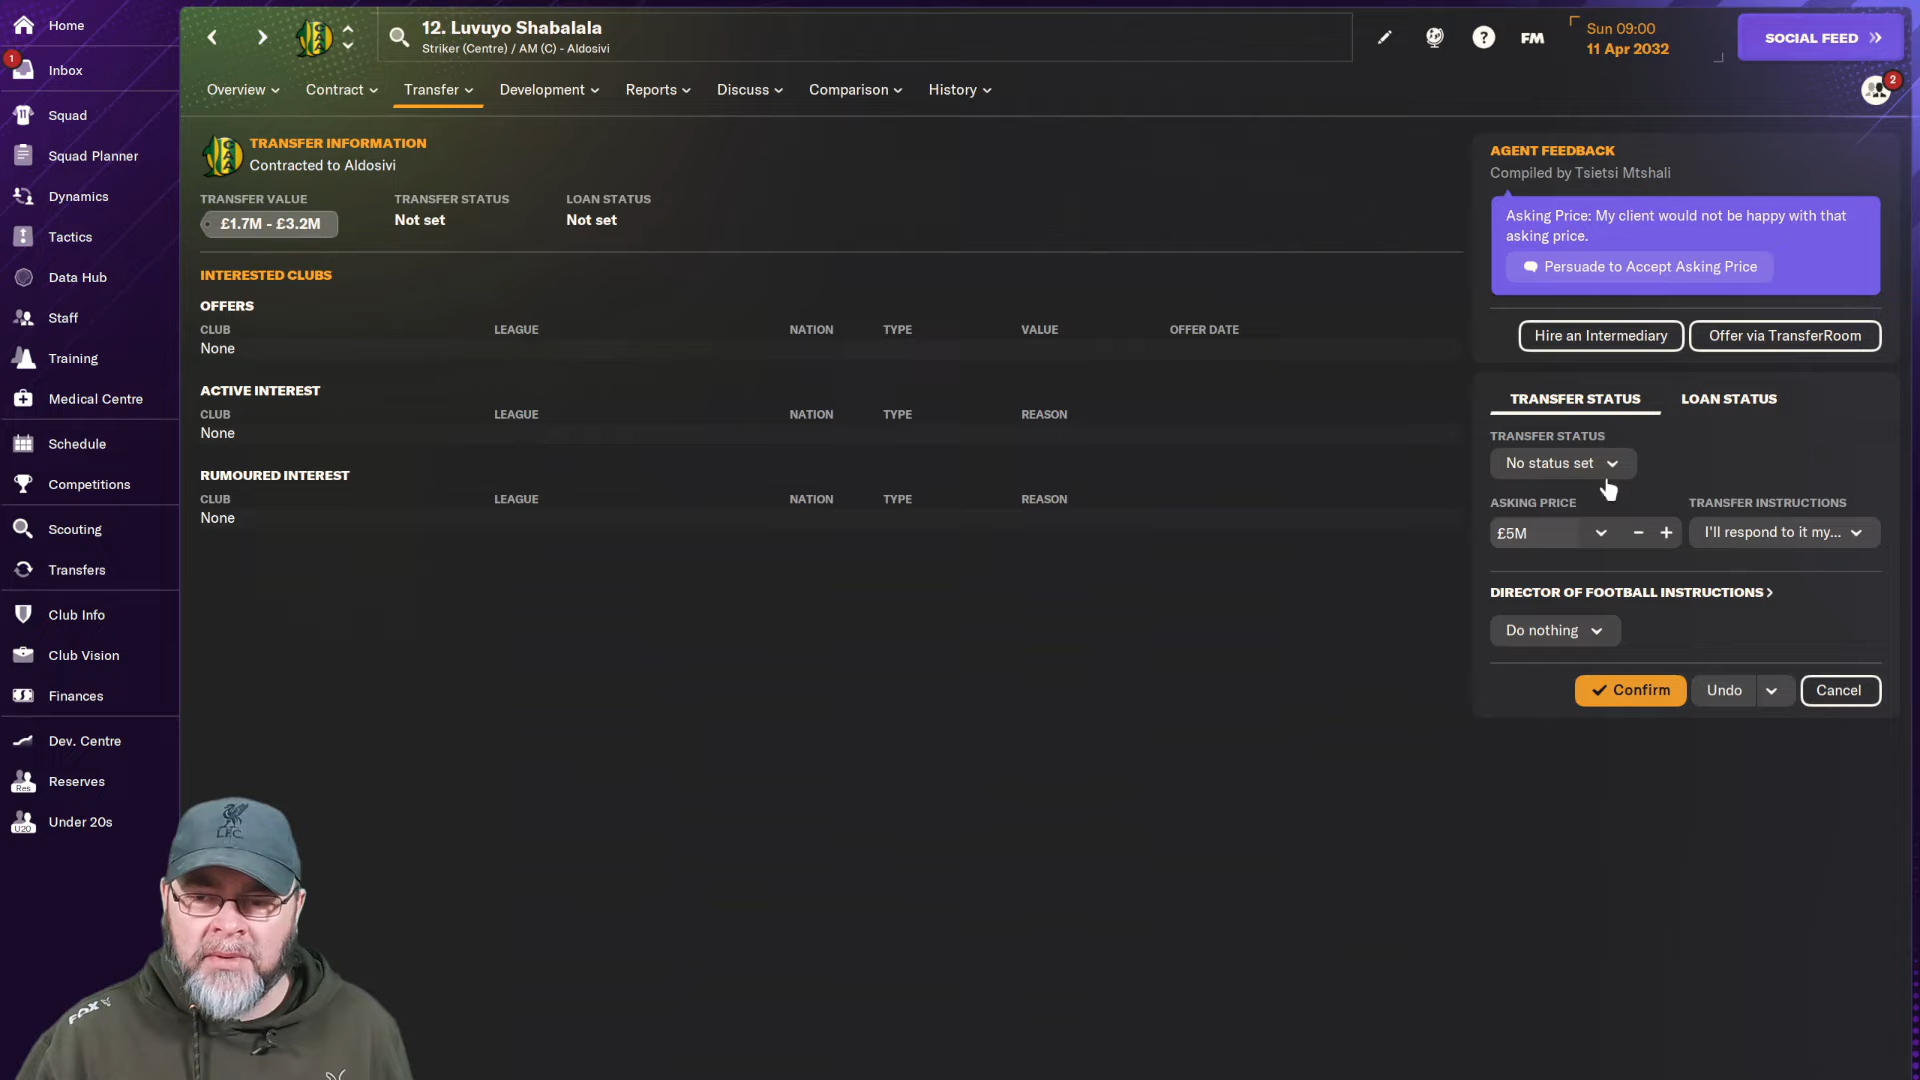 Home
1
Inbox
Squad
Squad Planner
Dynamics
Tactics
Data Hub
Staff
Training
Medical Centre
Schedule
Competitions
Scouting
Transfers
Club Info
Club Vision
Finances
Dev. Centre
Res
Reserves
U20
Under 20s
12. Luvuyo Shabalala
Striker (Centre) / AM (C) - Aldosivi
?
FM
Sun 09:00
11 Apr 2032
SOCIAL FEED
2
Overview
Contract
Transfer
Development
Reports
Discuss
Comparison
History
TRANSFER INFORMATION
Contracted to Aldosivi
TRANSFER VALUE
TRANSFER STATUS
LOAN STATUS
£1.7M - £3.2M
Not set
Not set
INTERESTED CLUBS
OFFERS
CLUB LEAGUE NATION TYPE VALUE OFFER DATE
None
ACTIVE INTEREST
CLUB LEAGUE NATION TYPE REASON
None
RUMOURED INTEREST
CLUB LEAGUE NATION TYPE REASON
None
AGENT FEEDBACK
Compiled by Tsietsi Mtshali
Asking Price: My client would not be happy with that
asking price.
Persuade to Accept Asking Price
Hire an Intermediary
Offer via TransferRoom
TRANSFER STATUS
LOAN STATUS
TRANSFER STATUS
No status set
ASKING PRICE
TRANSFER INSTRUCTIONS
£5M
- +
I'll respond to it my...
DIRECTOR OF FOOTBALL INSTRUCTIONS >
Do nothing
Confirm
Undo
Cancel
L.F.C.
FOX